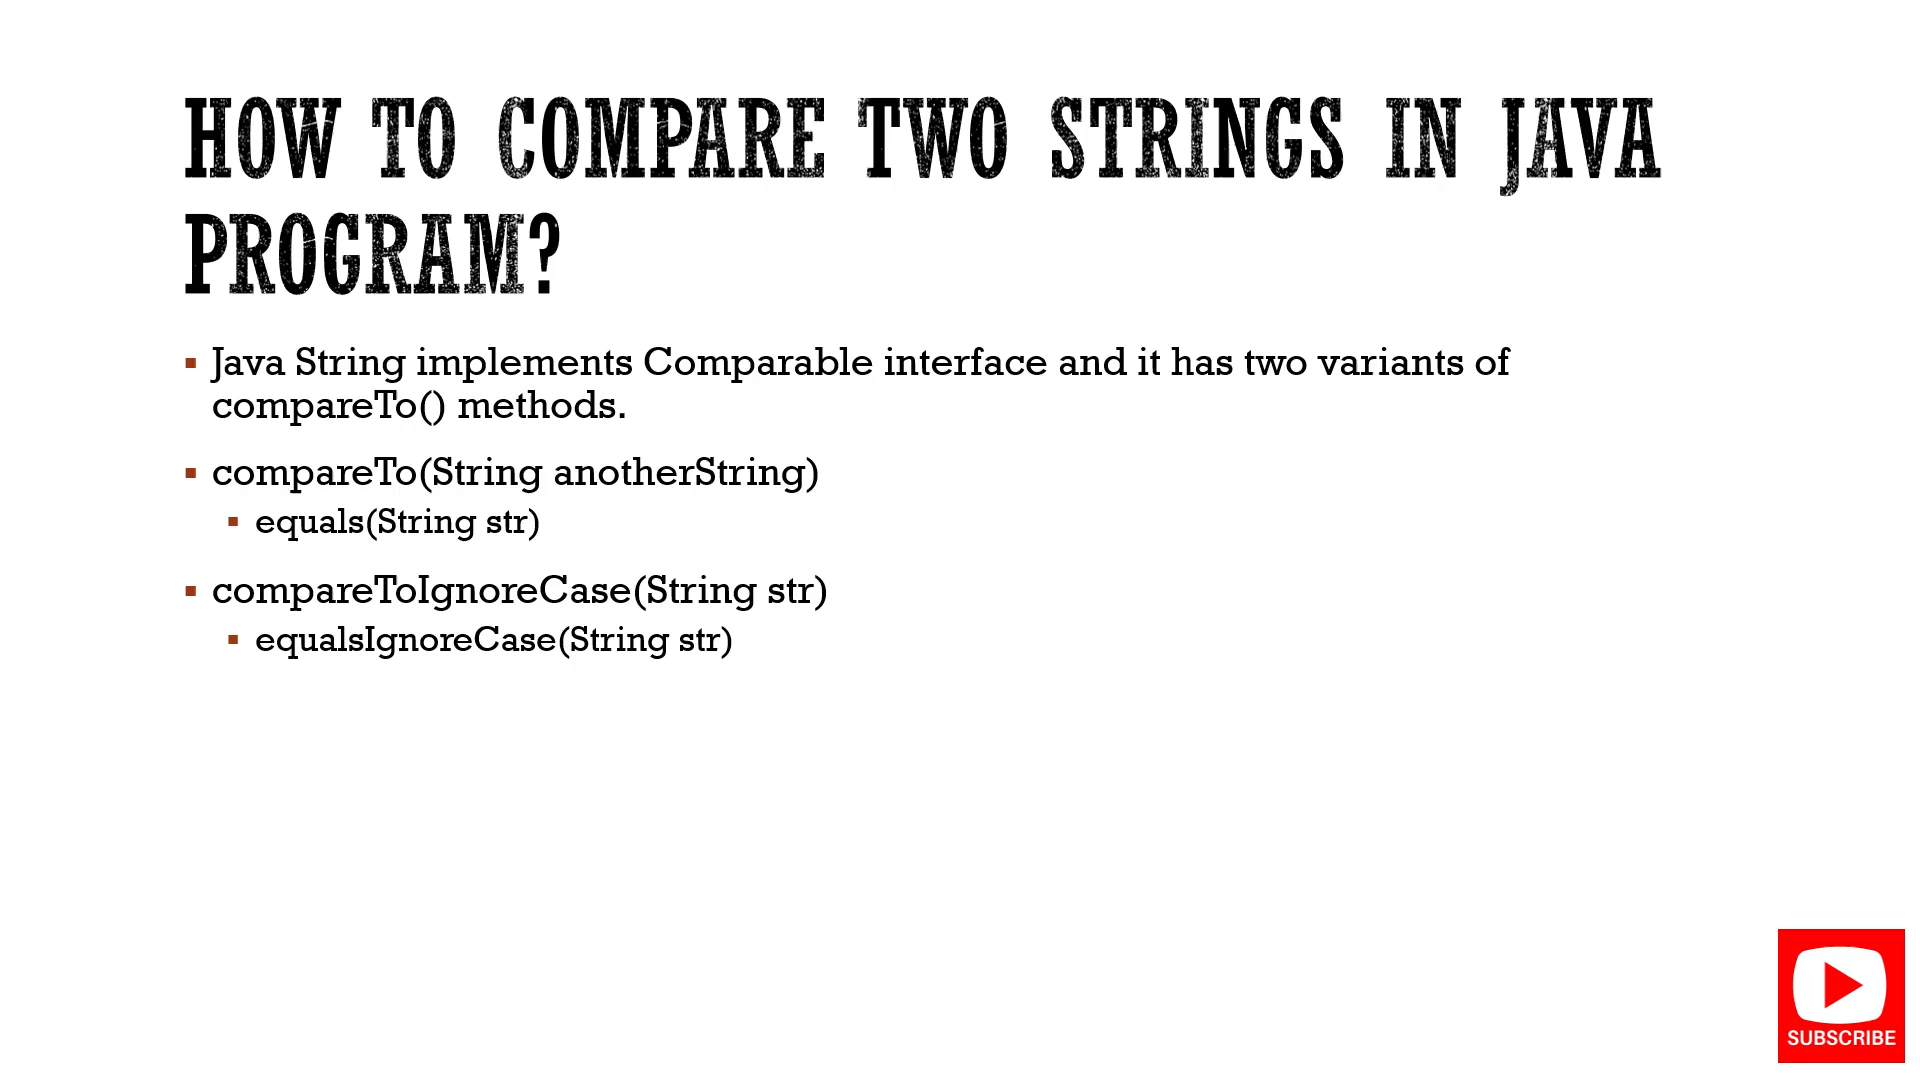 HOW TO COMPARE TWO STRINGS IN JAVA
PROGRAM?
▪ Java String implements Comparable interface and it has two variants of
compareTo() methods.
▪ compareTo(String anotherString)
▪ equals(String str)
▪ compareToIgnoreCase(String str)
▪ equalsIgnoreCase(String str)
SUBSCRIBE